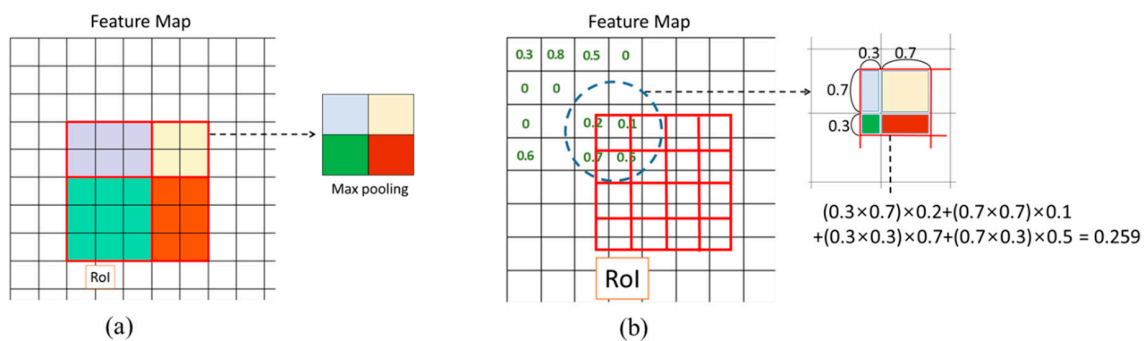 Feature Map
Max pooling
RoI
(a)
Feature Map
0.3 0.8 0.5 0
0 0
0 0.2 0.1
0.6 0.7 0.5
RoI
(b)
0.3 0.7
0.7
0.3
(0.3×0.7)×0.2+(0.7×0.7)×0.1
+(0.3×0.3)×0.7+(0.7×0.3)×0.5 = 0.259